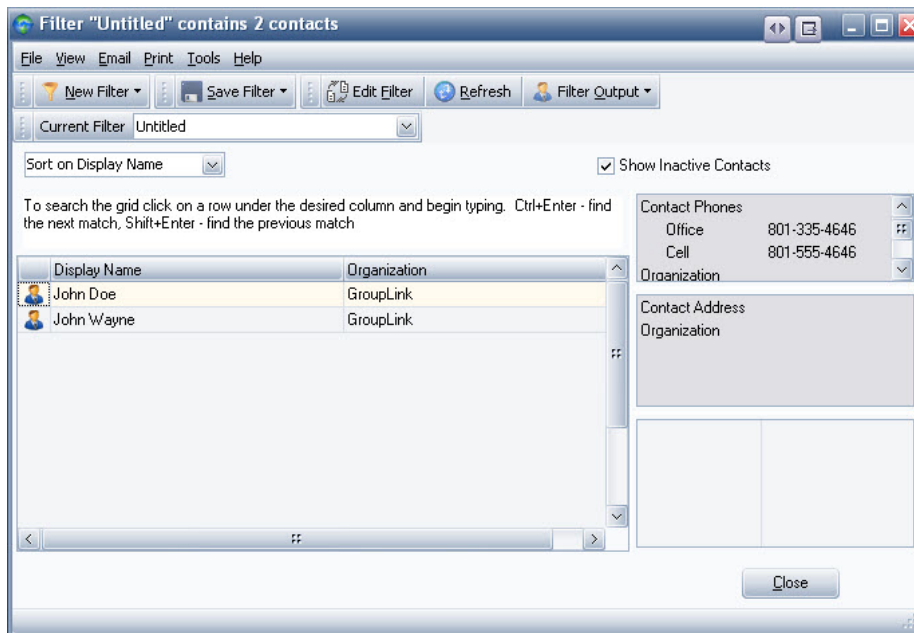 Filter "Untitled" contains 2 contacts
File View Email Print Tools Help
New Filter Save Filter Edit Filter Refresh Filter Output
Current Filter Untitled
Sort on Display Name Show Inactive Contacts
To search the grid click on a row under the desired column and begin typing. Ctrl+Enter - find
the next match, Shift+Enter - find the previous match
Display Name Organization
John Doe GroupLink
John Wayne GroupLink
Contact Phones
Office 801-335-4646
Cell 801-555-4646
Organization
Contact Address
Organization
Close